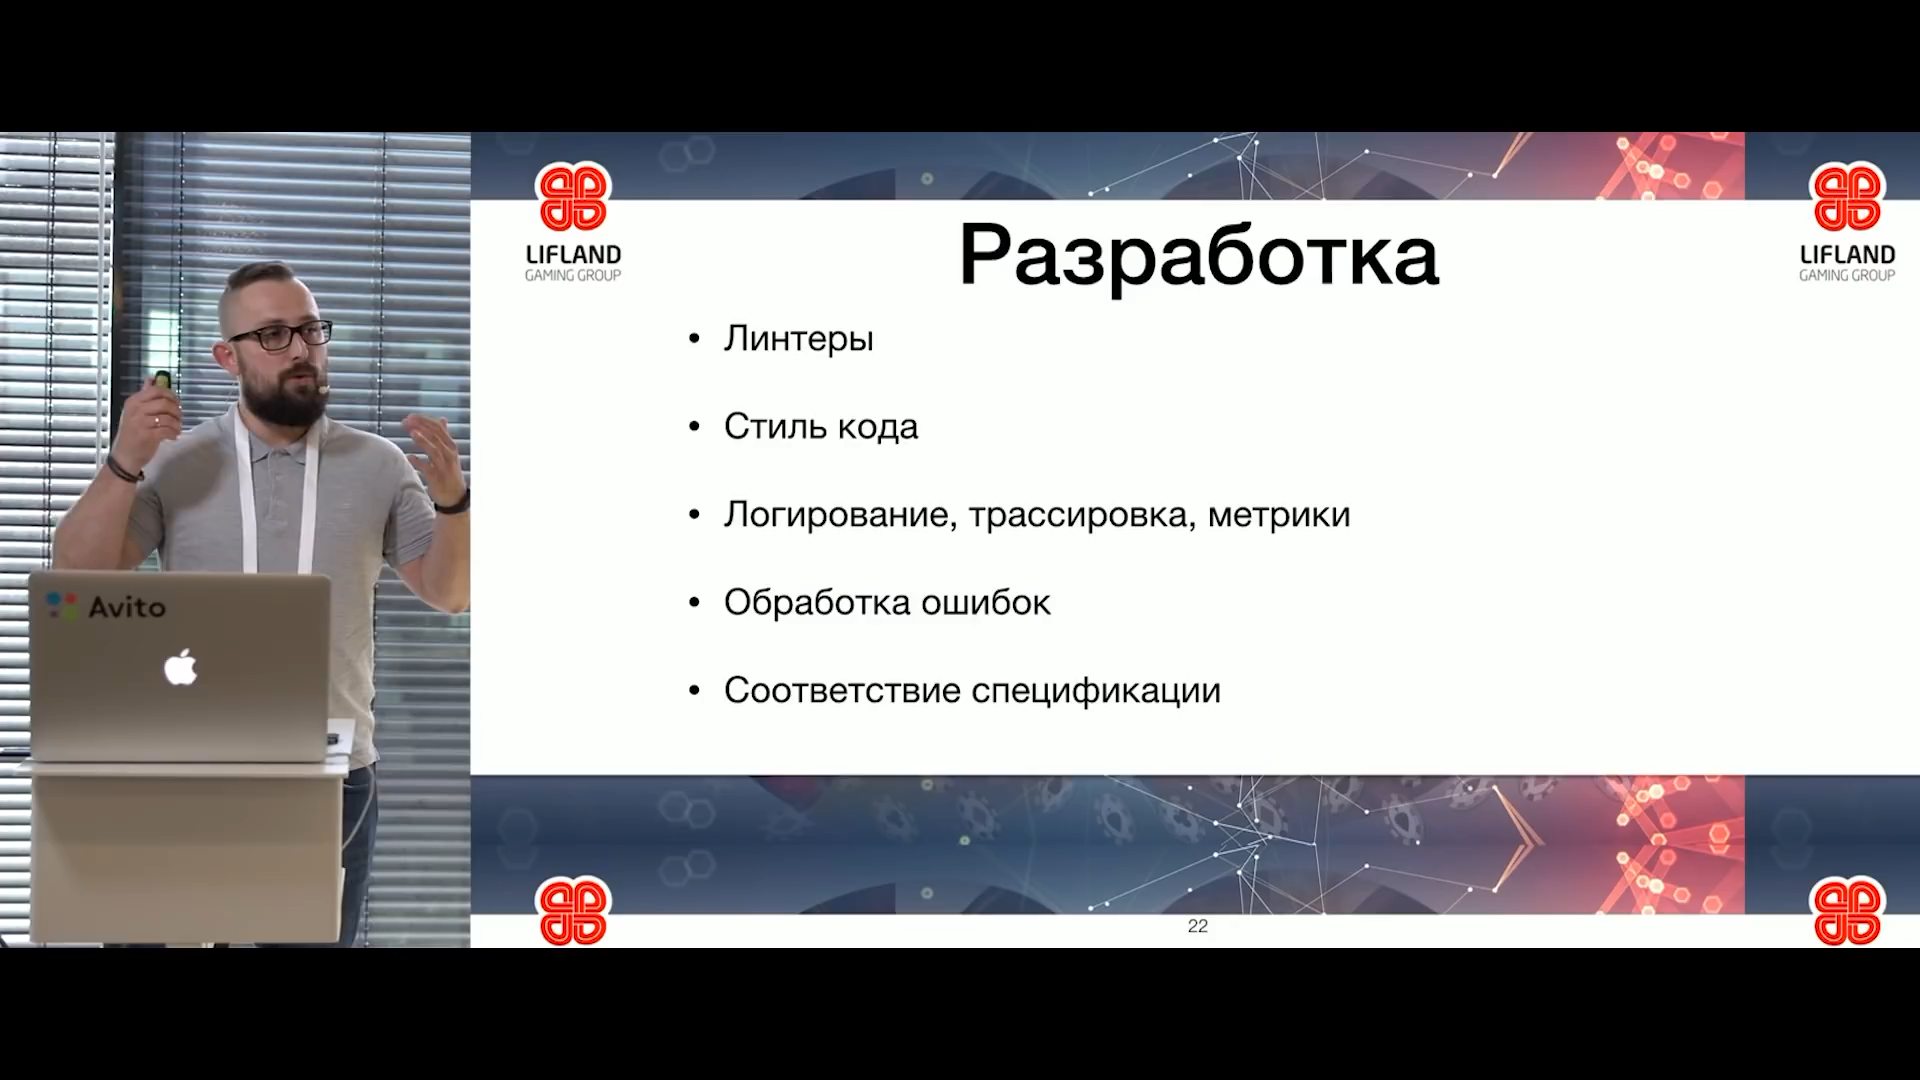 LIFLAND
GAMING GROUP
LIFLAND
GAMING GROUP
Разработка
• Линтеры
• Стиль кода
• Логирование, трассировка, метрики
• Обработка ошибок
• Соответствие спецификации
Avito
22